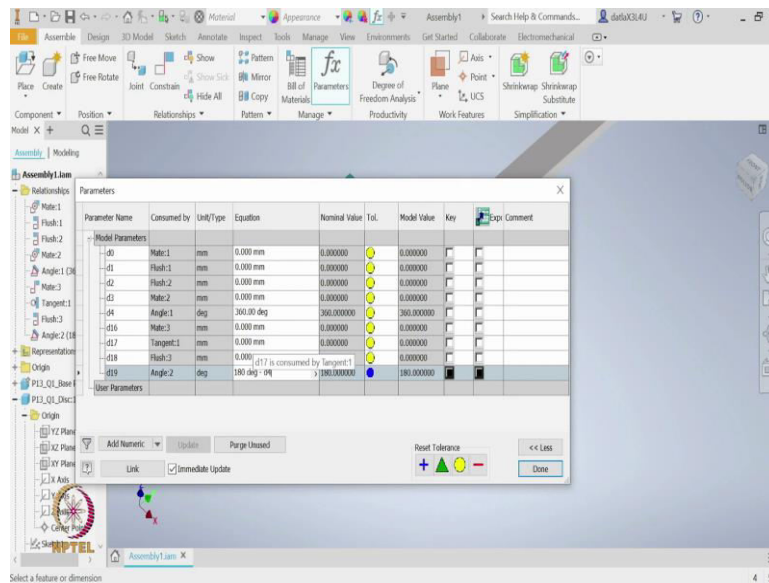 Material Appearance Assembly1 Search Help & Commands... datlaX3L4U
File Assemble Design 3D Model Sketch Annotate Inspect Tools Manage View Environments Get Started Collaborate Electromechanical
Place Create Free Move Free Rotate Joint Constrain Show Show Sick Hide All Pattern Mirror Copy Bill of Materials Parameters Degree of Freedom Analysis Plane Axis Point UCS Shrinkwrap Shrinkwrap Substitute
Component Position Relationships Pattern Manage Productivity Work Features Simplification
Model X +
Assembly | Modeling
Assembly1.iam
Relationships
Mate:1
Flush:1
Flush:2
Mate:2
Angle:1 (36
Mate:3
Tangent:1
Flush:3
Angle:2 (18
Representation
Origin
P13_Q1_Base
P13_Q1_Disc:1
Origin
YZ Plane
XZ Plane
XY Plane
X Axis
Center Po
Parameters X
Parameter Name Consumed by Unit/Type Equation Nominal Value Tol. Model Value Key Expo Comment
Model Parameters
d0 Mate:1 mm 0.000 mm 0.000000 0.000000
d1 Flush:1 mm 0.000 mm 0.000000 0.000000
d2 Flush:2 mm 0.000 mm 0.000000 0.000000
d3 Mate:2 mm 0.000 mm 0.000000 0.000000
d4 Angle:1 deg 360.00 deg 360.000000 360.000000
d16 Mate:3 mm 0.000 mm 0.000000 0.000000
d17 Tangent:1 mm 0.000 mm 0.000000 0.000000
d18 Flush:3 mm 0.000 0.000000 0.000000
d17 is consumed by Tangent:1
d19 Angle:2 deg 180 deg - d4 > 180.000000 180.000000
User Parameters
Add Numeric Update Purge Unused Reset Tolerance << Less
Link Immediate Update Done
NPTEL
X
Assembly1.iam X
Select a feature or dimension 4